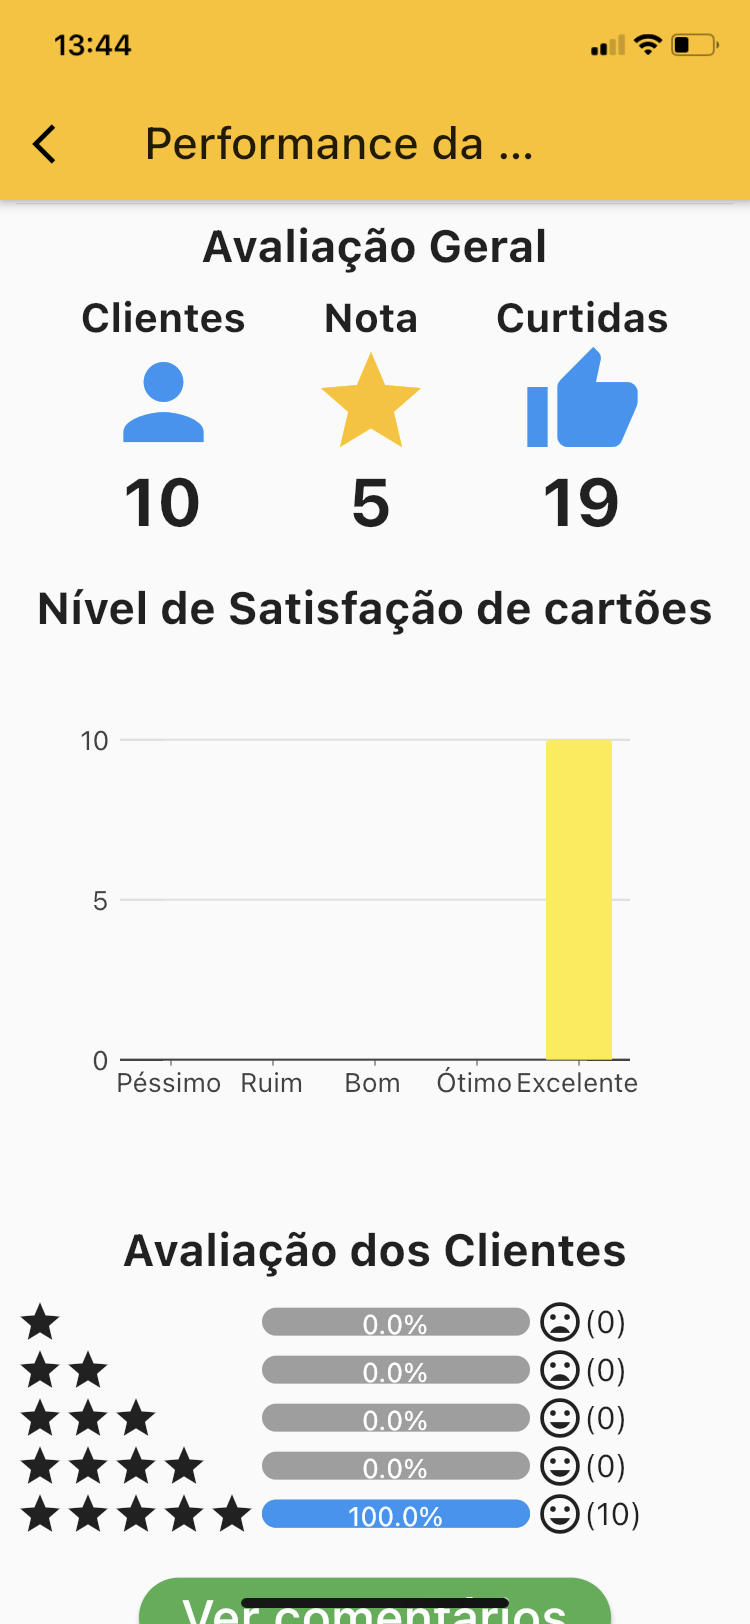 13:44
Performance da ...
Avaliação Geral
Clientes Nota Curtidas
10 5 19
Nível de Satisfação de cartões
10
5
0
Péssimo Ruim Bom Ótimo Excelente
Avaliação dos Clientes
0.0% (0)
0.0% (0)
0.0% (0)
0.0% (0)
100.0% (10)
Ver comentários